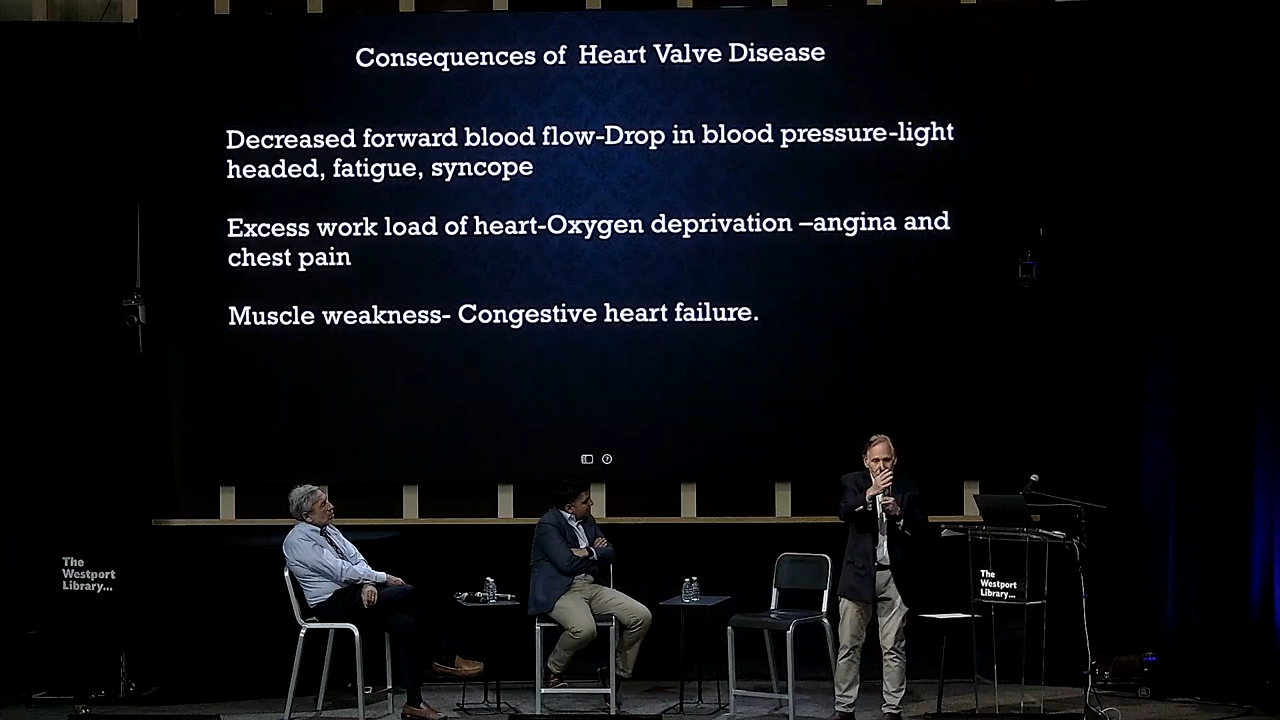 Consequences of Heart Valve Disease
Decreased forward blood flow-Drop in blood pressure-light
headed, fatigue, syncope
Excess work load of heart-Oxygen deprivation –angina and
chest pain
Muscle weakness- Congestive heart failure.
The
Westport
Library...
The
Westport
Library...